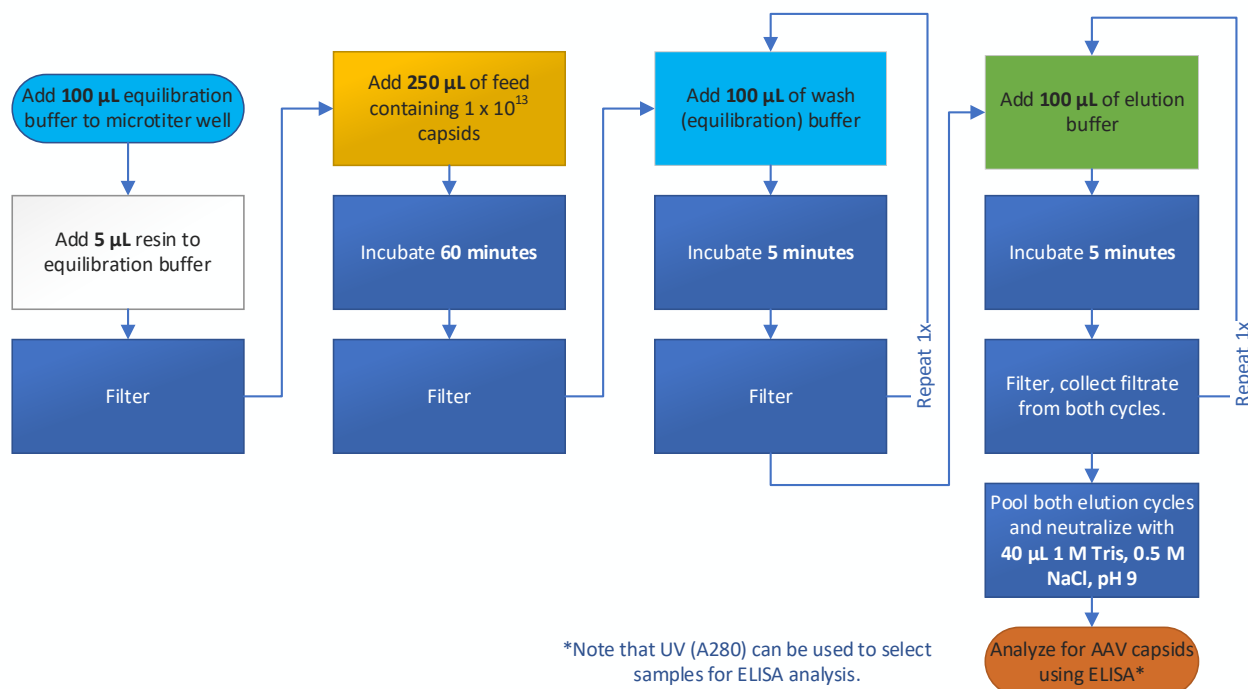 Add 100 µL equilibration
buffer to microtiter well
Add 5 µL resin to
equilibration buffer
Filter
Add 250 µL of feed
containing 1 x 10¹³
capsids
Incubate 60 minutes
Filter
Add 100 µL of wash
(equilibration) buffer
Incubate 5 minutes
Filter
Repeat 1x
Add 100 µL of elution
buffer
Incubate 5 minutes
Filter, collect filtrate
from both cycles.
Repeat 1x
Pool both elution cycles
and neutralize with
40 µL 1 M Tris, 0.5 M
NaCl, pH 9
Analyze for AAV capsids
using ELISA*
*Note that UV (A280) can be used to select
samples for ELISA analysis.